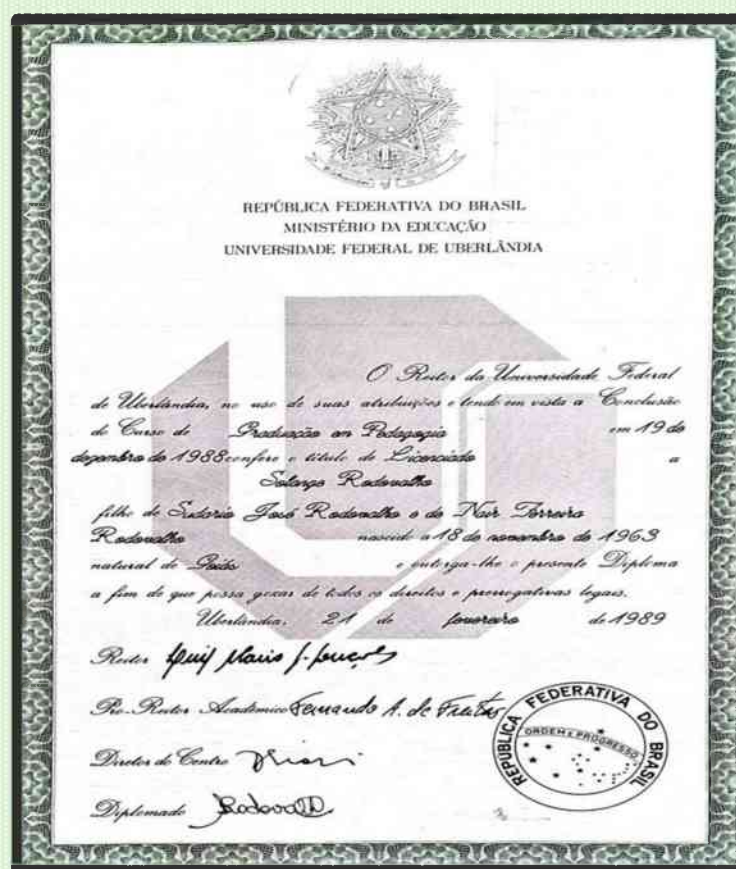 REPÚBLICA FEDERATIVA DO BRASIL
MINISTÉRIO DA EDUCAÇÃO
UNIVERSIDADE FEDERAL DE UBERLÂNDIA
O Reitor da Universidade Federal
de Uberlândia, no uso de suas atribuições e tendo em vista a Conclusão
do Curso de Graduação em Pedagogia em 19 de
dezembro de 1988 confere o título de Licenciado a
Solange Rodovalho
filho de Sudario José Rodovalho e de Nair Ferreira
Rodovalho nascido a 18 de novembro de 1963
natural de Goiás e outorga-lhe o presente Diploma
a fim de que possa gozar de todos os direitos e prerrogativas legais.
Uberlândia, 21 de fevereiro de 1989
Reitor
Pró-Reitor Acadêmico Fernando A. de Freitas
Diretor do Centro
Diplomado Rodovalho
REPÚBLICA FEDERATIVA DO BRASIL
ORDEM E PROGRESSO